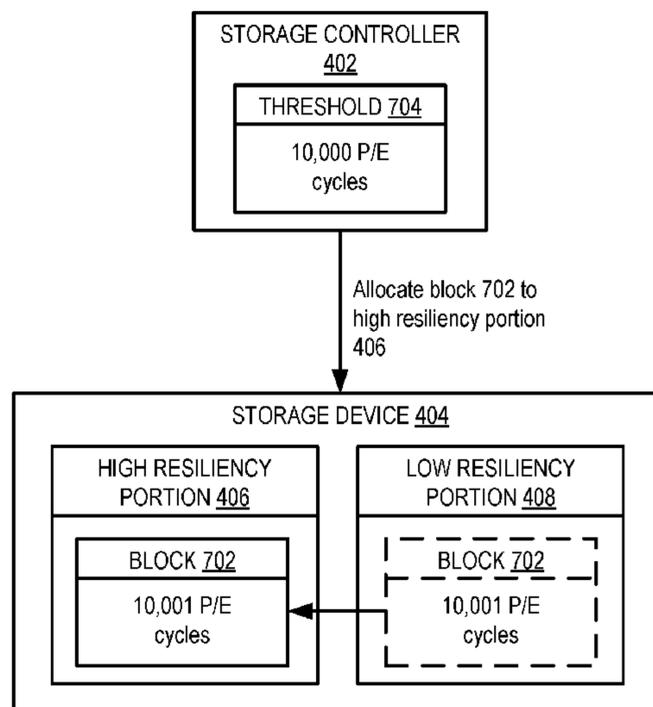 STORAGE CONTROLLER
402
THRESHOLD 704
10,000 P/E
cycles
Allocate block 702 to
high resiliency portion
406
STORAGE DEVICE 404
HIGH RESILIENCY
PORTION 406
BLOCK 702
10,001 P/E
cycles
LOW RESILIENCY
PORTION 408
BLOCK 702
10,001 P/E
cycles